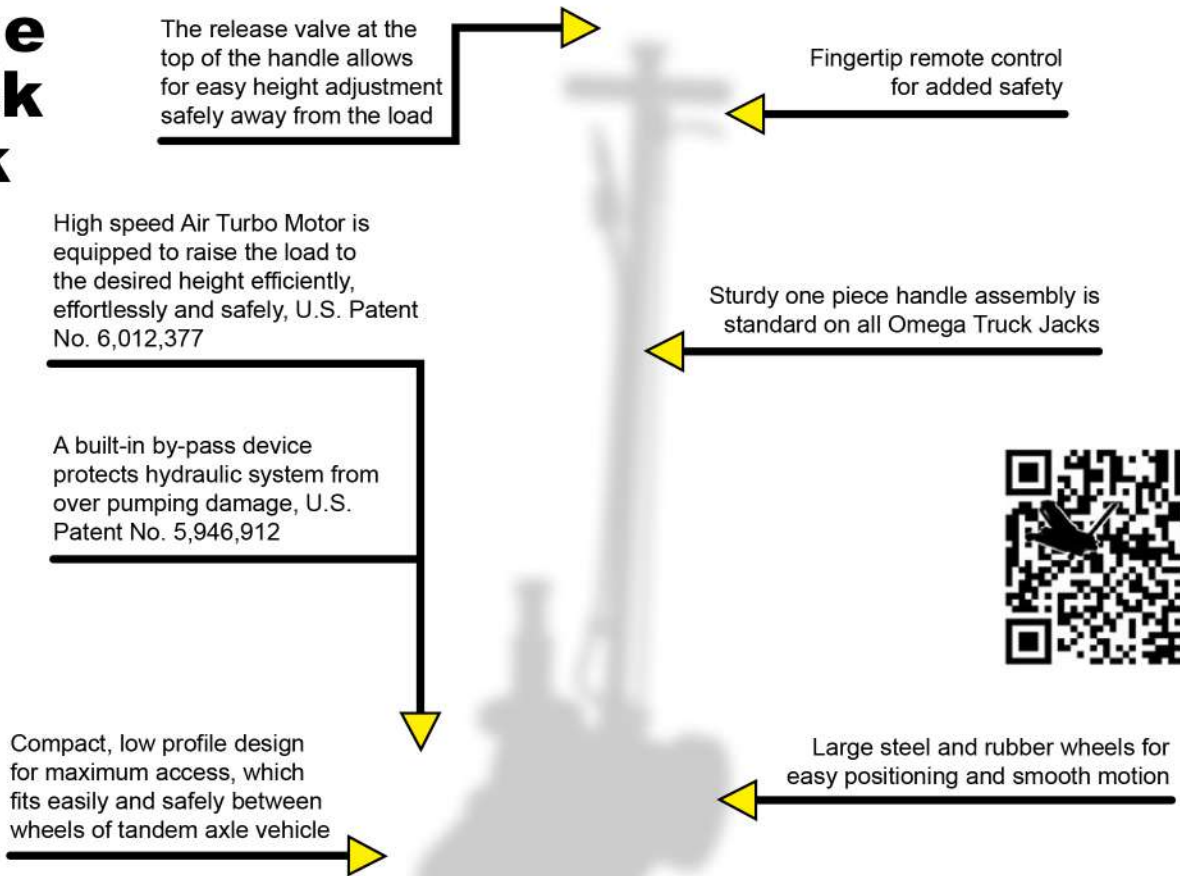 e
k
k
The release valve at the
top of the handle allows
for easy height adjustment
safely away from the load
Fingertip remote control
for added safety
High speed Air Turbo Motor is
equipped to raise the load to
the desired height efficiently,
effortlessly and safely, U.S. Patent
No. 6,012,377
Sturdy one piece handle assembly is
standard on all Omega Truck Jacks
A built-in by-pass device
protects hydraulic system from
over pumping damage, U.S.
Patent No. 5,946,912
Compact, low profile design
for maximum access, which
fits easily and safely between
wheels of tandem axle vehicle
Large steel and rubber wheels for
easy positioning and smooth motion